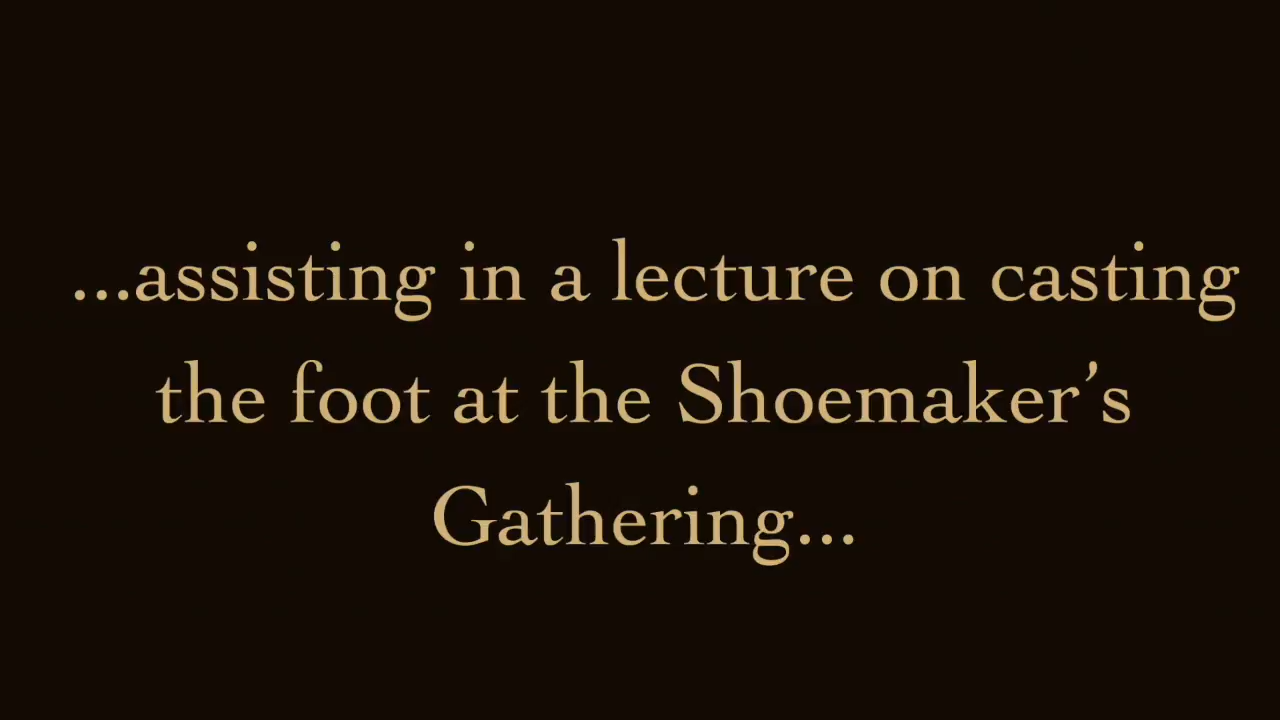 ...assisting in a lecture on casting
the foot at the Shoemaker’s
Gathering...